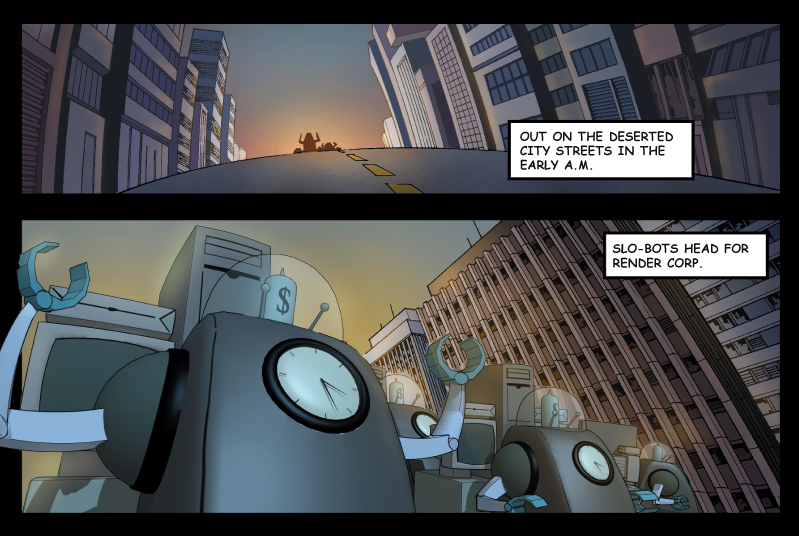 OUT ON THE DESERTED
CITY STREETS IN THE
EARLY A.M.
SLO-BOTS HEAD FOR
RENDER CORP.
$
$
$